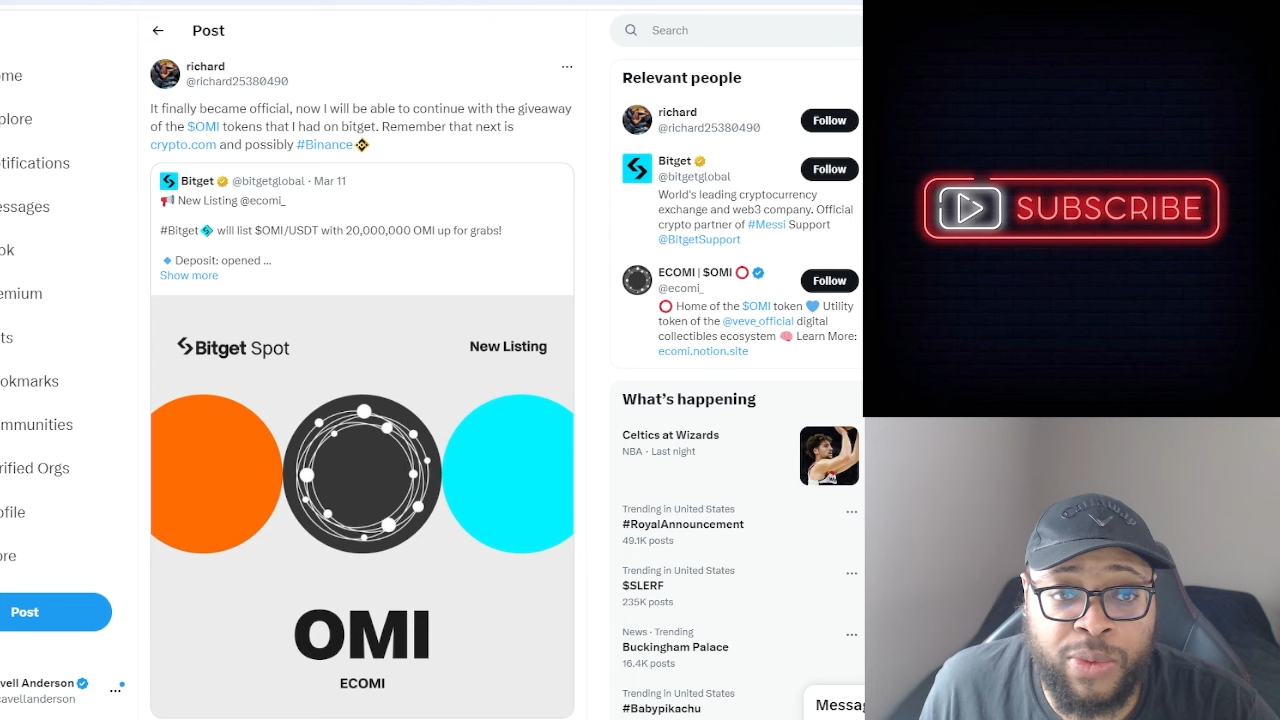 Post
Search
ome
plore
tifications
essages
ok
emium
ts
okmarks
mmunities
rified Orgs
ofile
ore
Post
vell Anderson
cavellanderson
richard
@richard25380490
It finally became official, now I will be able to continue with the giveaway
of the $OMI tokens that I had on bitget. Remember that next is
crypto.com and possibly #Binance
Bitget @bitgetglobal · Mar 11
New Listing @ecomi_
#Bitget will list $OMI/USDT with 20,000,000 OMI up for grabs!
Deposit: opened ...
Show more
Bitget Spot
New Listing
OMI
ECOMI
Relevant people
richard
@richard25380490
Follow
Bitget
@bitgetglobal
Follow
World's leading cryptocurrency
exchange and web3 company. Official
crypto partner of #Messi Support
@BitgetSupport
ECOMI | $OMI
@ecomi_
Follow
Home of the $OMI token Utility
token of the @veve_official digital
collectibles ecosystem Learn More:
ecomi.notion.site
What’s happening
Celtics at Wizards
NBA · Last night
Trending in United States
#RoyalAnnouncement
49.1K posts
Trending in United States
$SLERF
235K posts
News · Trending
Buckingham Palace
16.4K posts
Trending in United States
#Babypikachu
Messa
SUBSCRIBE
Callaway